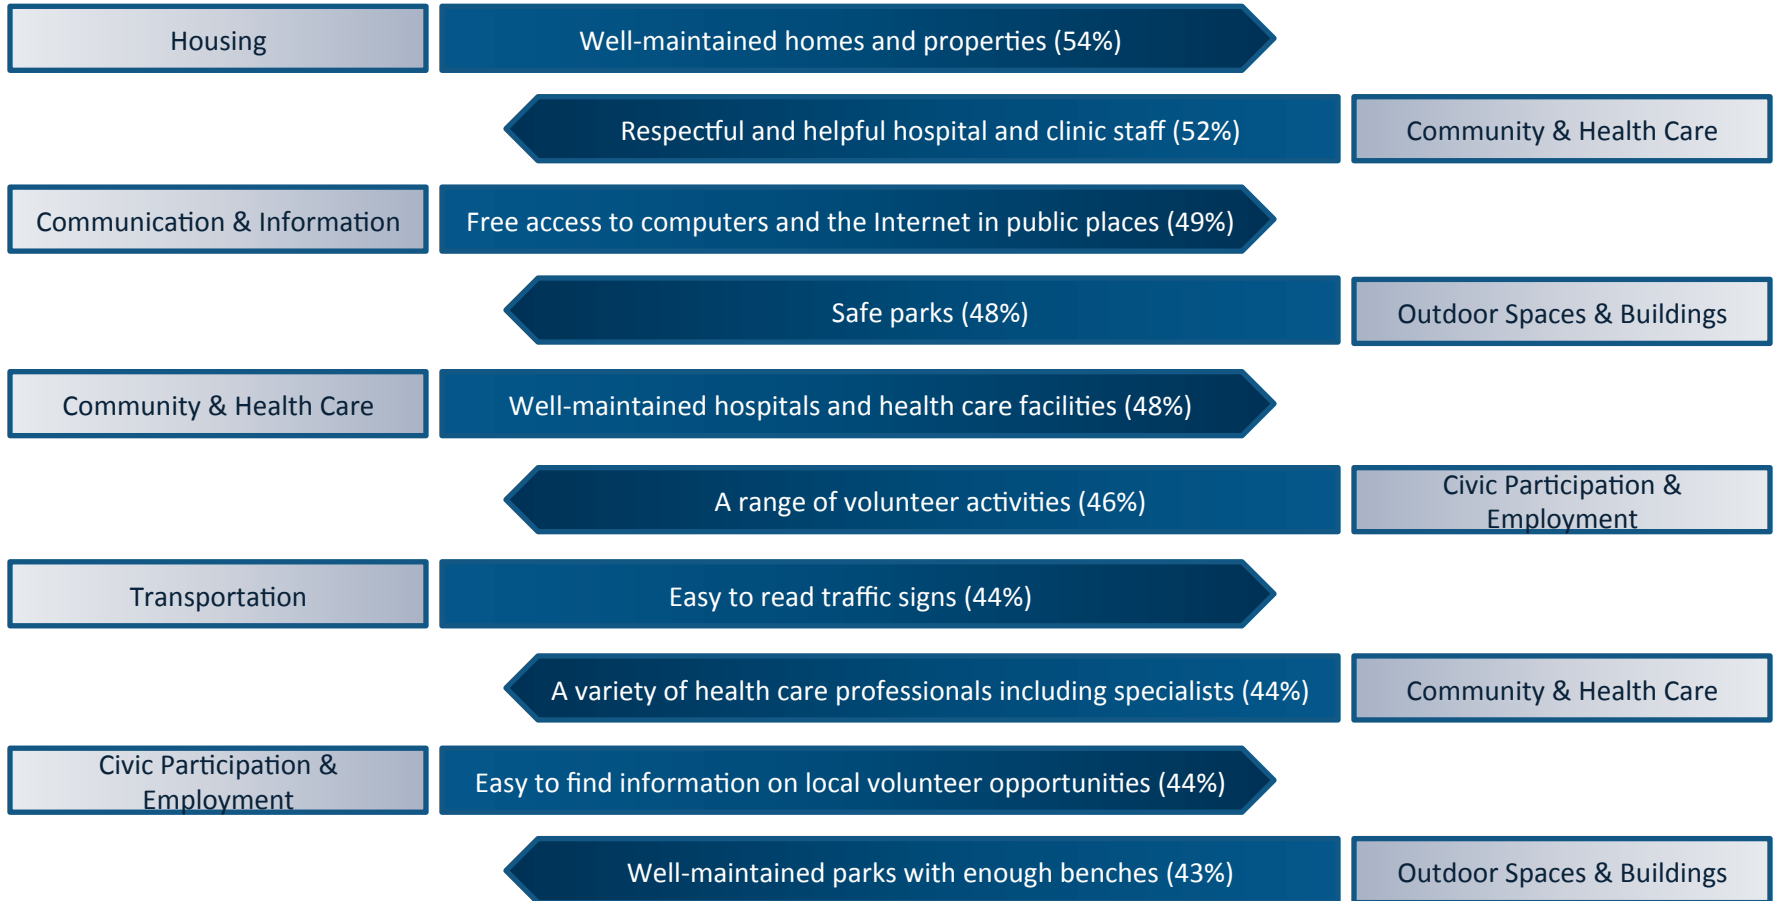 Housing
Well-maintained homes and properties (54%)
Respectful and helpful hospital and clinic staff (52%)
Community & Health Care
Communication & Information
Free access to computers and the Internet in public places (49%)
Safe parks (48%)
Outdoor Spaces & Buildings
Community & Health Care
Well-maintained hospitals and health care facilities (48%)
A range of volunteer activities (46%)
Civic Participation &
Employment
Transportation
Easy to read traffic signs (44%)
A variety of health care professionals including specialists (44%)
Community & Health Care
Civic Participation &
Employment
Easy to find information on local volunteer opportunities (44%)
Well-maintained parks with enough benches (43%)
Outdoor Spaces & Buildings